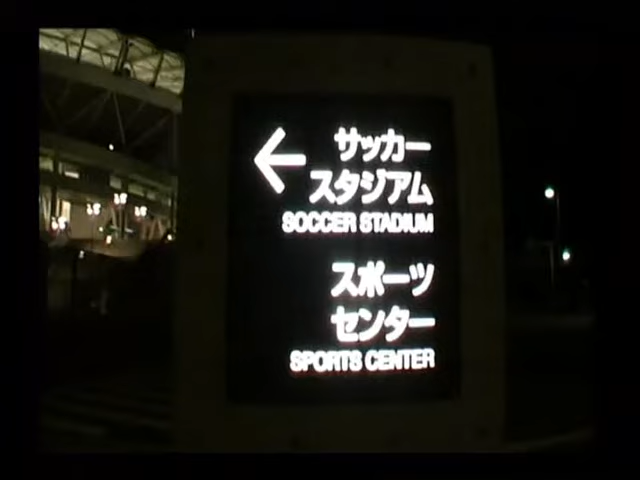 サッカー
スタジアム
SOCCER STADIUM
スポーツ
センター
SPORTS CENTER